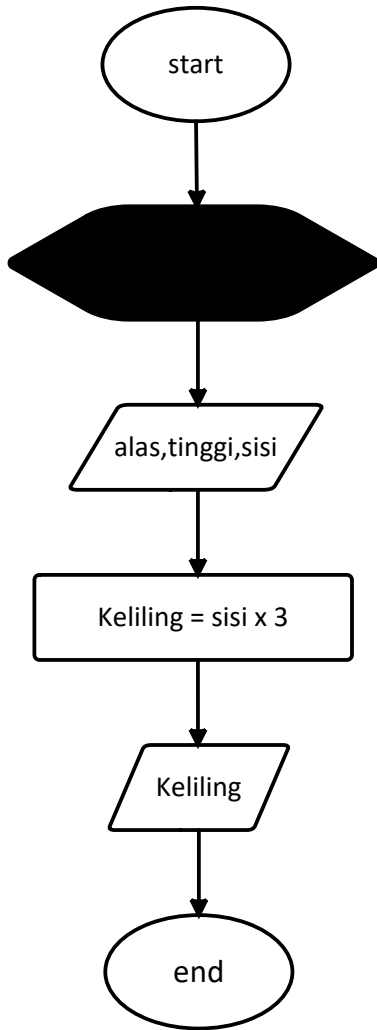 start
alas,tinggi,sisi
Keliling = sisi x 3
Keliling
end